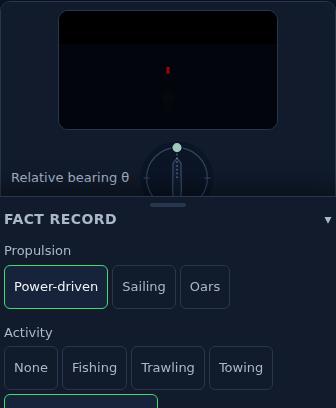 Relative bearing θ
FACT RECORD ▼
Propulsion
Power-driven Sailing Oars
Activity
None Fishing Trawling Towing